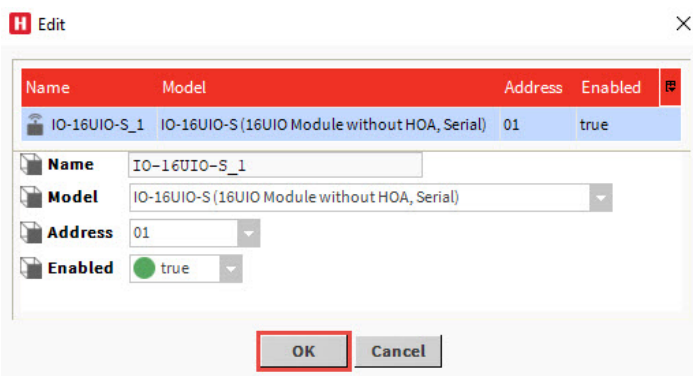 H Edit
Name Model Address Enabled
IO-16UIO-S_1 IO-16UIO-S (16UIO Module without HOA, Serial) 01 true
Name IO-16UIO-S_1
Model IO-16UIO-S (16UIO Module without HOA, Serial)
Address 01
Enabled true
OK Cancel